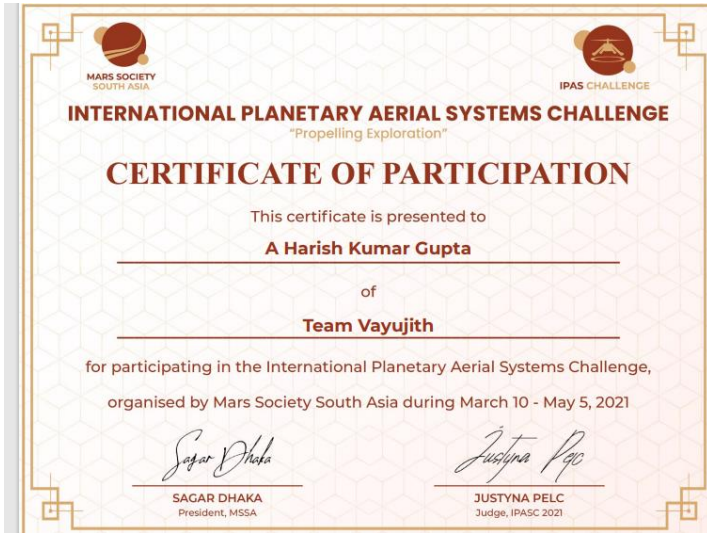 MARS SOCIETY
SOUTH ASIA
IPAS CHALLENGE
INTERNATIONAL PLANETARY AERIAL SYSTEMS CHALLENGE
"Propelling Exploration"
CERTIFICATE OF PARTICIPATION
This certificate is presented to
A Harish Kumar Gupta
of
Team Vayujith
for participating in the International Planetary Aerial Systems Challenge,
organised by Mars Society South Asia during March 10 - May 5, 2021
Sagar Dhaka
Justyna Pelc
SAGAR DHAKA
JUSTYNA PELC
President, MSSA
Judge, IPASC 2021